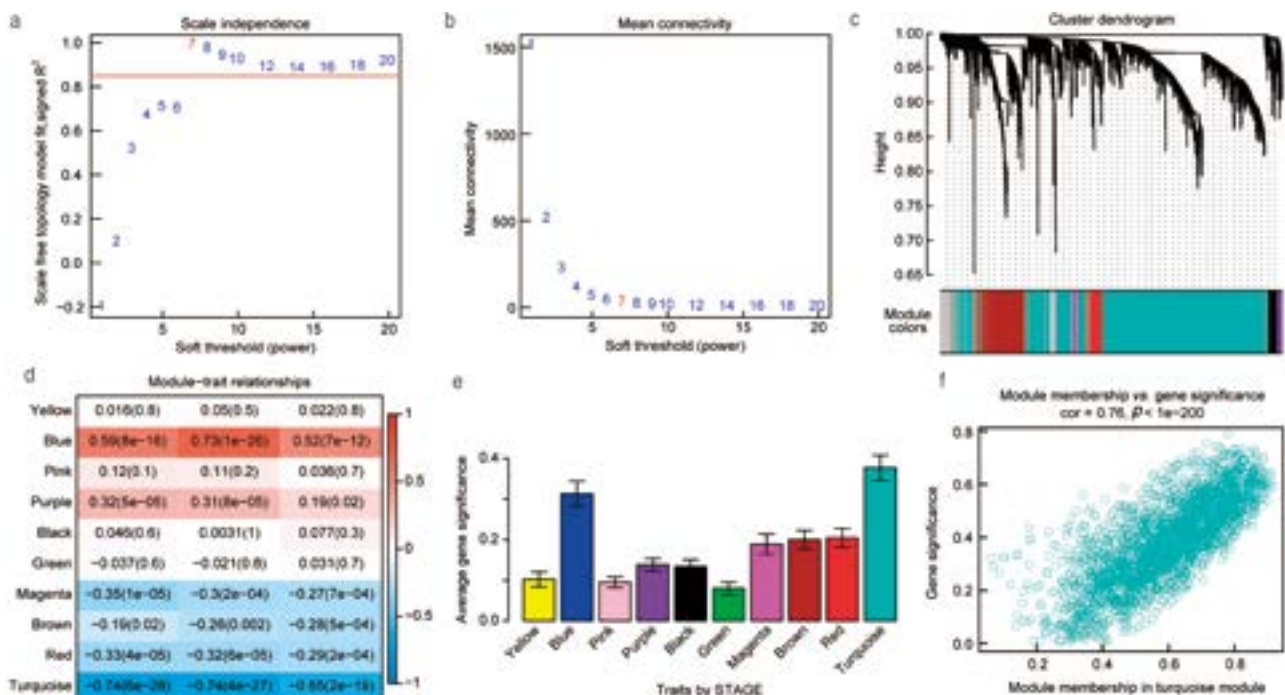 a
Scale independence
Scale free topology model fit,signed R²
1.0
0.8
0.6
0.4
0.2
0.0
−0.2
1
2
3
4
5
6
7
8
9
10
12
14
16
18
20
5
10
15
20
Soft threshold (power)
b
Mean connectivity
Mean connectivity
1500
1000
500
0
1
2
3
4
5
6
7
8
9
10
12
14
16
18
20
5
10
15
20
Soft threshold (power)
c
Cluster dendrogram
Height
1.00
0.95
0.90
0.85
0.80
0.75
0.70
0.65
Module
colors
d
Module−trait relationships
Yellow 0.016(0.8) 0.05(0.5) 0.022(0.8)
Blue 0.59(6e−16) 0.73(1e−26) 0.52(7e−12)
Pink 0.12(0.1) 0.11(0.2) 0.036(0.7)
Purple 0.32(5e−05) 0.31(8e−05) 0.19(0.02)
Black 0.046(0.6) 0.0031(1) 0.077(0.3)
Green −0.037(0.6) −0.021(0.8) 0.031(0.7)
Magenta −0.35(1e−05) −0.3(2e−04) −0.27(7e−04)
Brown −0.19(0.02) −0.26(0.002) −0.28(5e−04)
Red −0.33(4e−05) −0.32(6e−05) −0.29(2e−04)
Turquoise −0.74(6e−28) −0.74(4e−27) −0.65(2e−19)
1
0.5
0
−0.5
−1
e
Average gene significance
0.4
0.2
0.0
Yellow
Blue
Pink
Purple
Black
Green
Magenta
Brown
Red
Turquoise
Traits by STAGE
f
Module membership vs. gene significance
cor = 0.76, p < 1e−200
Gene significance
0.8
0.6
0.4
0.2
0.0
0.2
0.4
0.6
0.8
Module membership in turquoise module